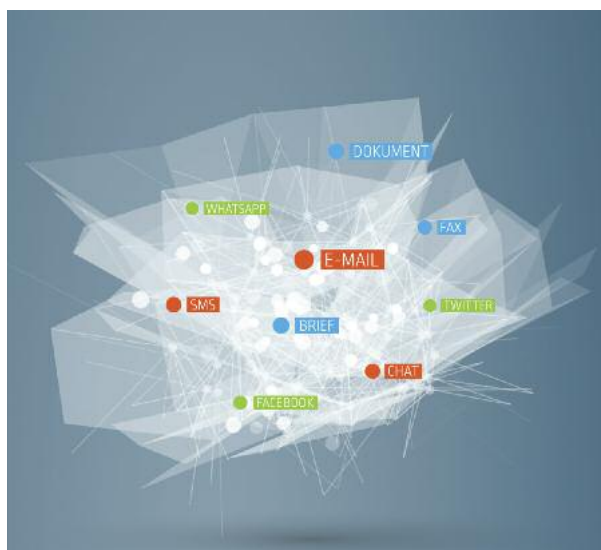 DOKUMENT
WHATSAPP
FAX
E-MAIL
SMS
TWITTER
BRIEF
CHAT
FACEBOOK